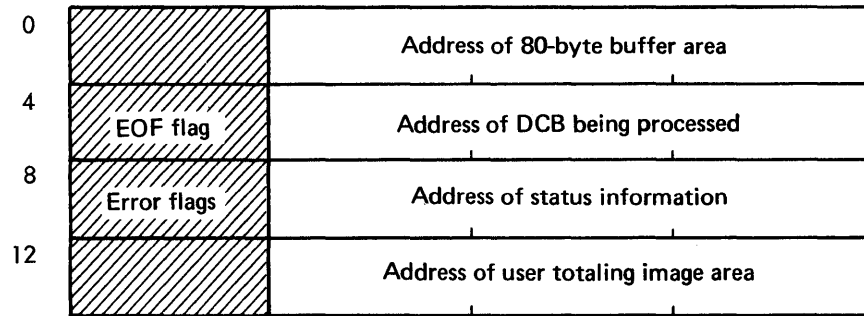 0
Address of 80-byte buffer area
4
EOF flag
Address of DCB being processed
8
Error flags
Address of status information
12
Address of user totaling image area